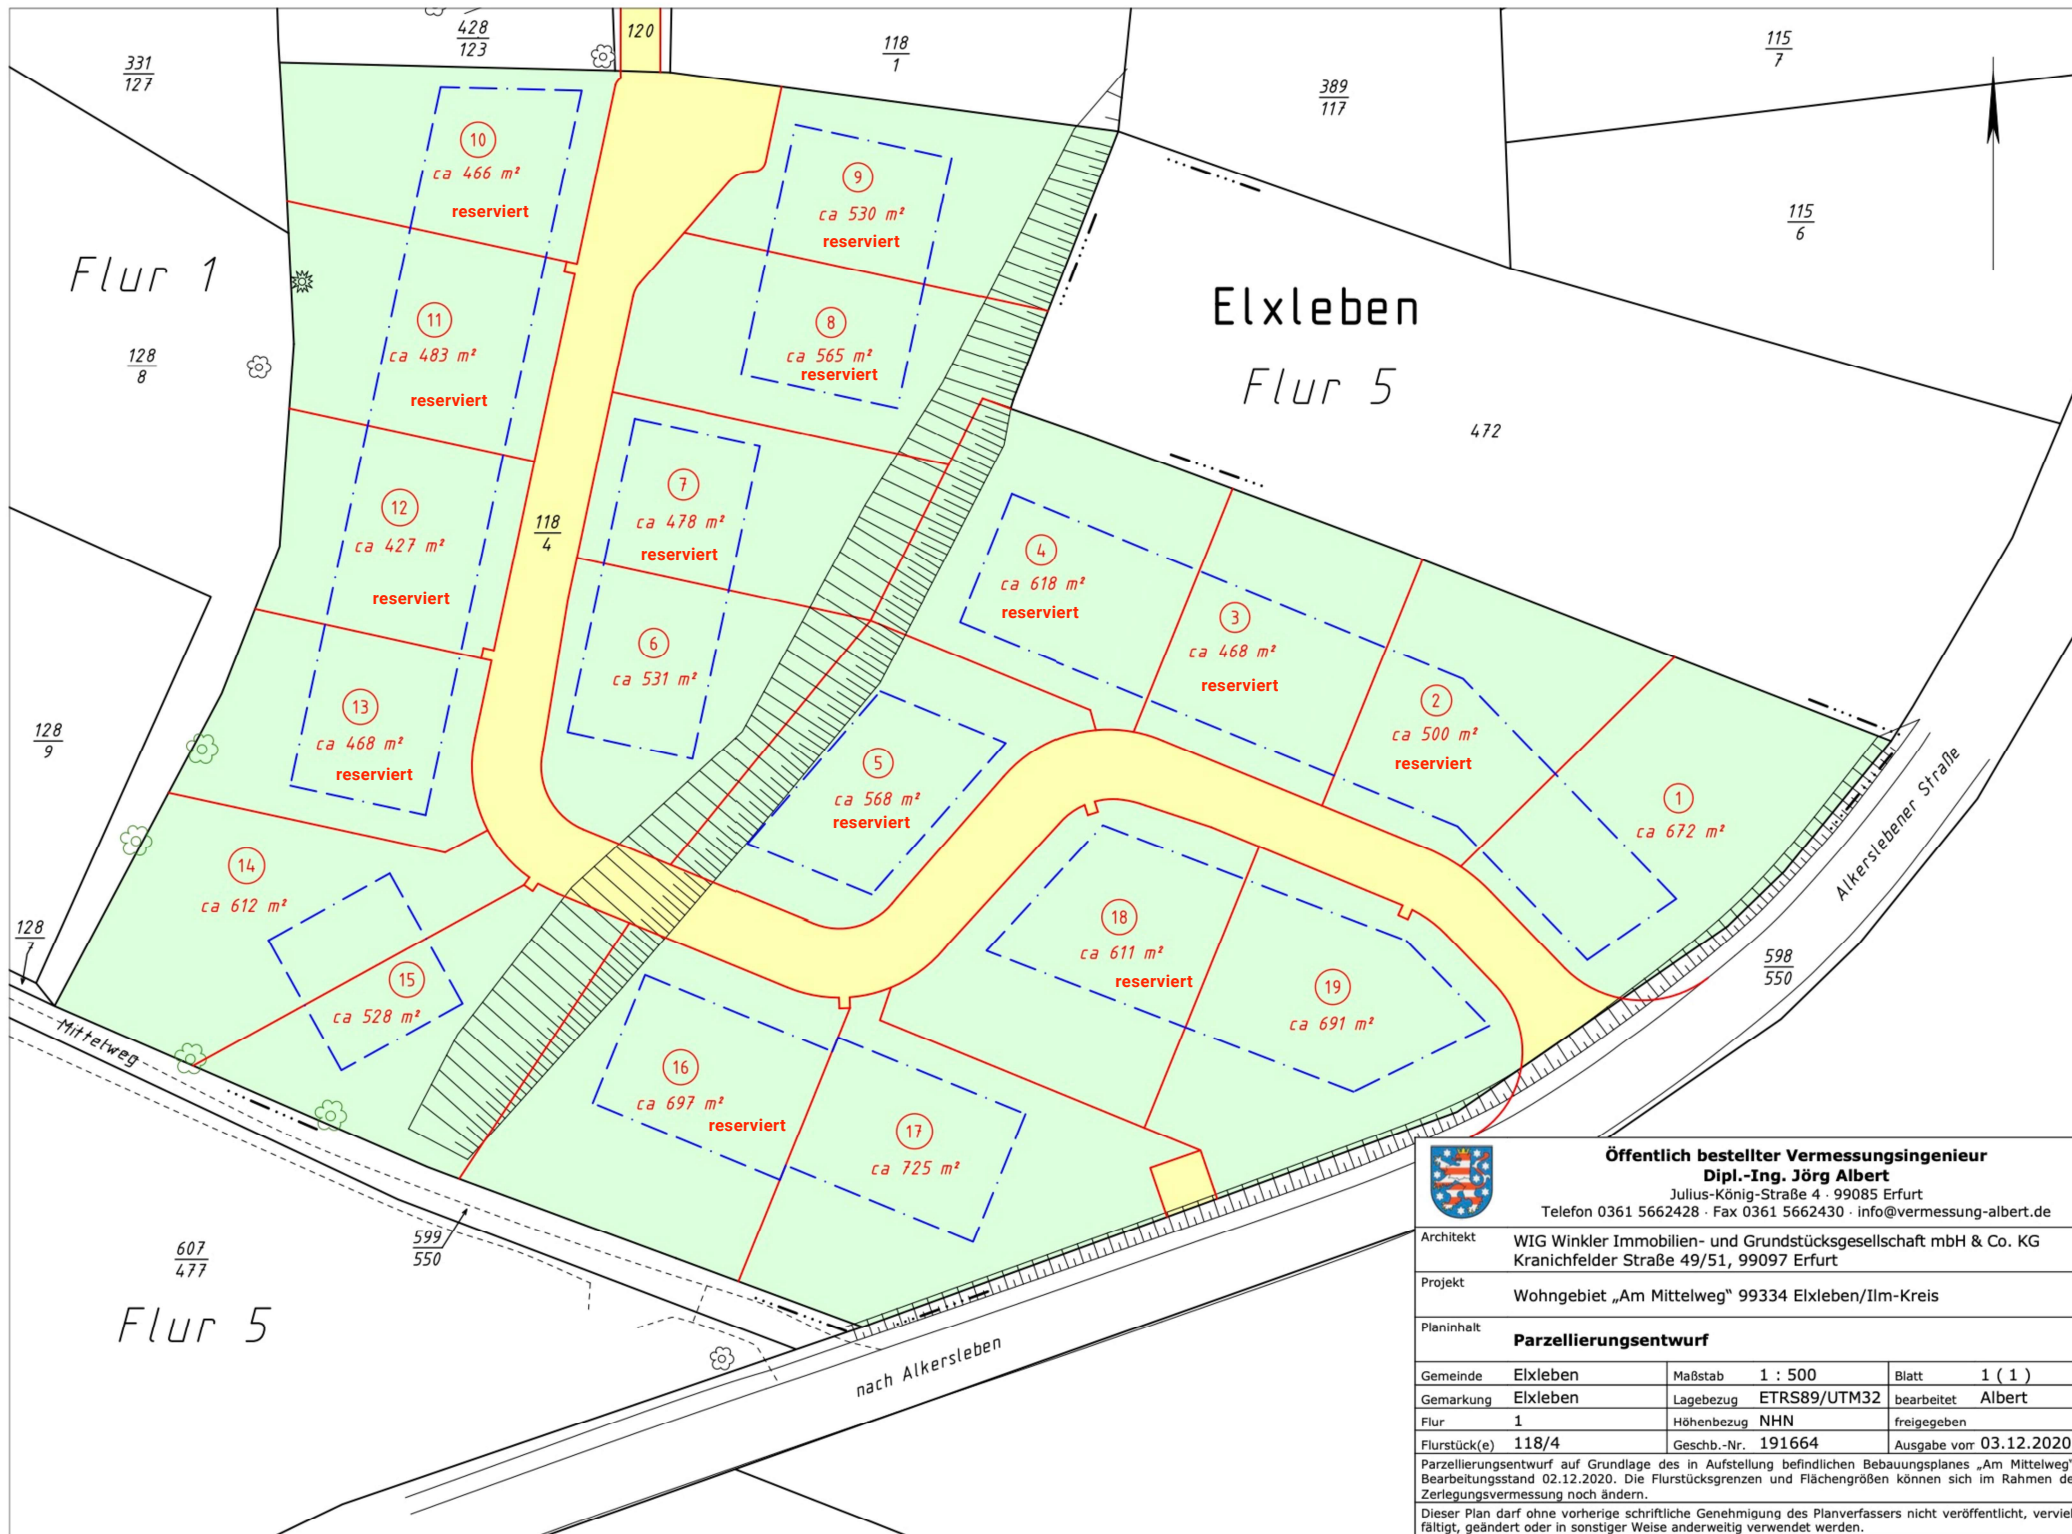 428
123
120
118
1
115
7
331
127
389
117
115
6
10
ca 466 m²
reserviert
9
ca 530 m²
reserviert
Flur 1
11
ca 483 m²
reserviert
8
ca 565 m²
reserviert
Elxleben
Flur 5
472
128
8
12
ca 427 m²
reserviert
118
4
7
ca 478 m²
reserviert
4
ca 618 m²
reserviert
3
ca 468 m²
reserviert
6
ca 531 m²
2
ca 500 m²
reserviert
13
ca 468 m²
reserviert
128
9
5
ca 568 m²
reserviert
1
ca 672 m²
Alkerslebener Straße
14
ca 612 m²
18
ca 611 m²
reserviert
128
7
15
ca 528 m²
19
ca 691 m²
598
550
Mittelweg
16
ca 697 m²
reserviert
17
ca 725 m²
607
477
599
550
Flur 5
nach Alkersleben
Öffentlich bestellter Vermessungsingenieur
Dipl.-Ing. Jörg Albert
Julius-König-Straße 4 · 99085 Erfurt
Telefon 0361 5662428 · Fax 0361 5662430 · info@vermessung-albert.de
Architekt WIG Winkler Immobilien- und Grundstücksgesellschaft mbH & Co. KG
Kranichfelder Straße 49/51, 99097 Erfurt
Projekt Wohngebiet „Am Mittelweg“ 99334 Elxleben/Ilm-Kreis
Planinhalt Parzellierungsentwurf
Gemeinde Elxleben Maßstab 1 : 500 Blatt 1 ( 1 )
Gemarkung Elxleben Lagebezug ETRS89/UTM32 bearbeitet Albert
Flur 1 Höhenbezug NHN freigegeben
Flurstück(e) 118/4 Geschb.-Nr. 191664 Ausgabe vom 03.12.2020
Parzellierungsentwurf auf Grundlage des in Aufstellung befindlichen Bebauungsplanes „Am Mittelweg“
Bearbeitungsstand 02.12.2020. Die Flurstücksgrenzen und Flächengrößen können sich im Rahmen de
Zerlegungsvermessung noch ändern.
Dieser Plan darf ohne vorherige schriftliche Genehmigung des Planverfassers nicht veröffentlicht, verviel
fältigt, geändert oder in sonstiger Weise anderweitig verwendet werden.